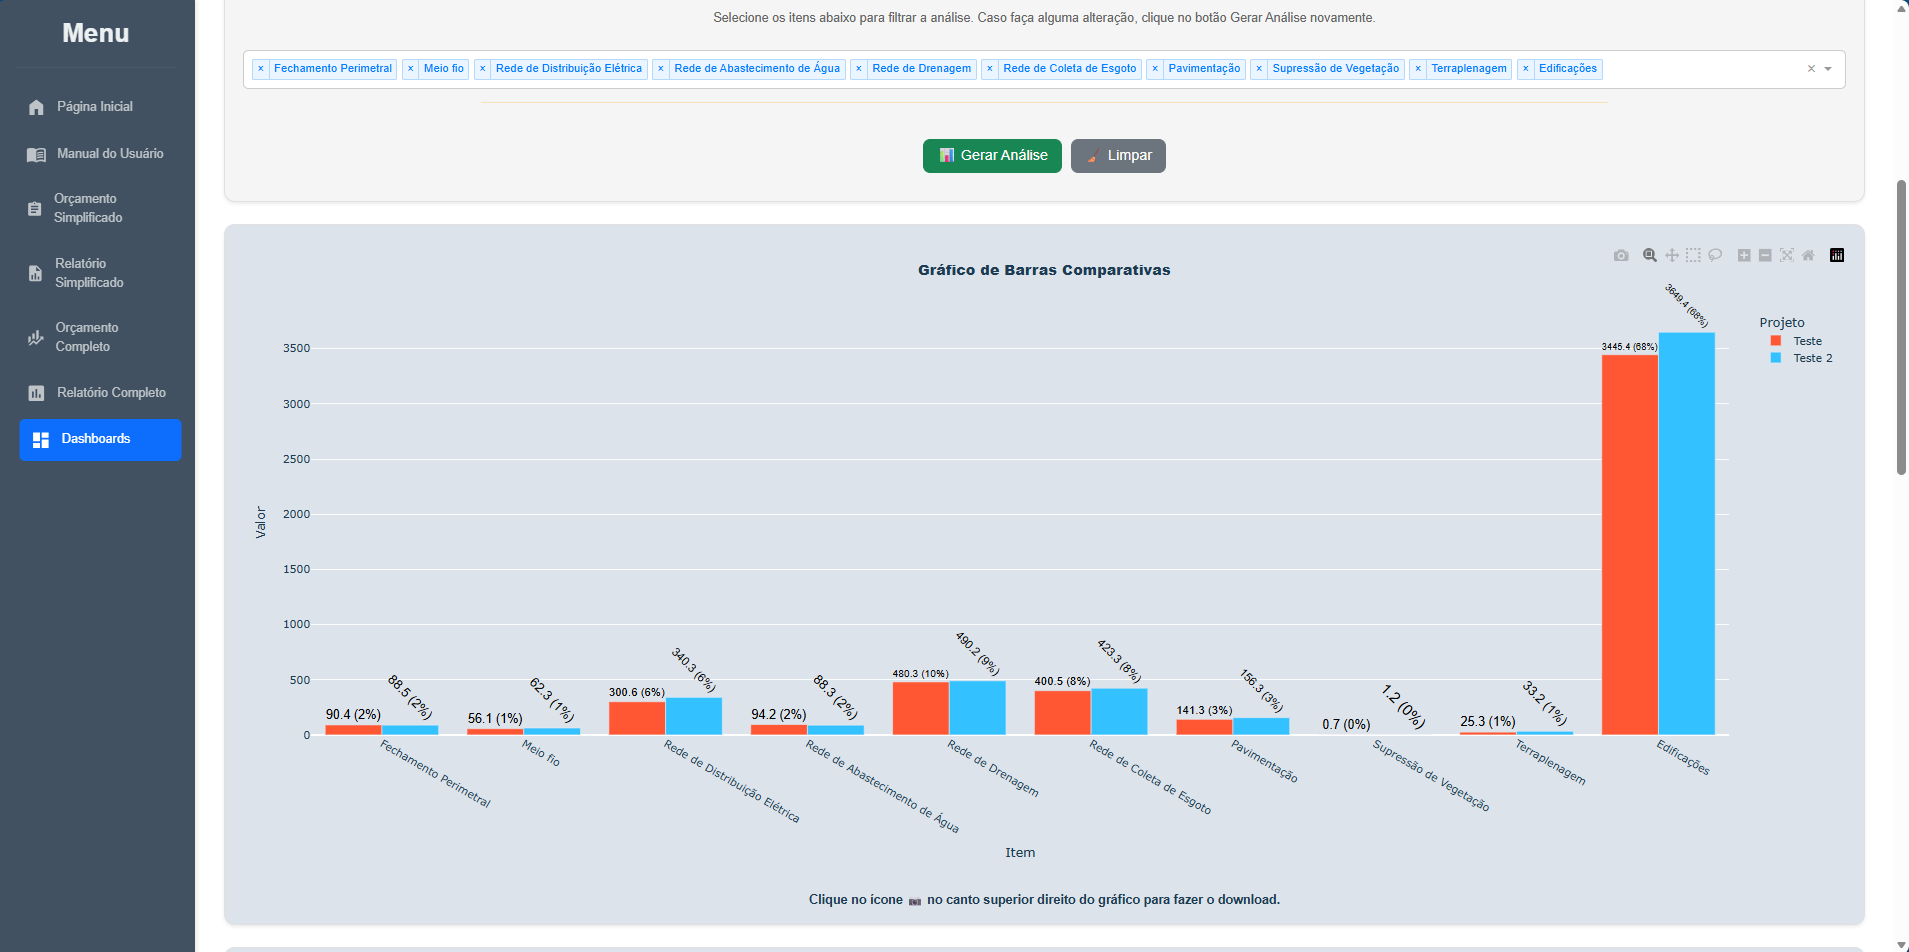 Menu
Página Inicial
Manual do Usuário
Orçamento
Simplificado
Relatório
Simplificado
Orçamento
Completo
Relatório Completo
Dashboards
Selecione os itens abaixo para filtrar a análise. Caso faça alguma alteração, clique no botão Gerar Análise novamente.
× Fechamento Perimetral × Meio fio × Rede de Distribuição Elétrica × Rede de Abastecimento de Água × Rede de Drenagem × Rede de Coleta de Esgoto × Pavimentação × Supressão de Vegetação × Terraplenagem × Edificações ×
Gerar Análise Limpar
Gráfico de Barras Comparativas
Projeto
Teste
Teste 2
Valor
3500
3000
2500
2000
1500
1000
500
0
90.4 (2%)
88.5 (2%)
56.1 (1%)
62.3 (1%)
300.6 (6%)
340.3 (6%)
94.2 (2%)
88.3 (2%)
480.3 (10%)
490.2 (9%)
400.5 (8%)
423.3 (8%)
141.3 (3%)
156.3 (3%)
0.7 (0%)
1.2 (0%)
25.3 (1%)
33.2 (1%)
3445.4 (68%)
3649.4 (68%)
Fechamento Perimetral
Meio fio
Rede de Distribuição Elétrica
Rede de Abastecimento de Água
Rede de Drenagem
Rede de Coleta de Esgoto
Pavimentação
Supressão de Vegetação
Terraplenagem
Edificações
Item
Clique no ícone 📷 no canto superior direito do gráfico para fazer o download.